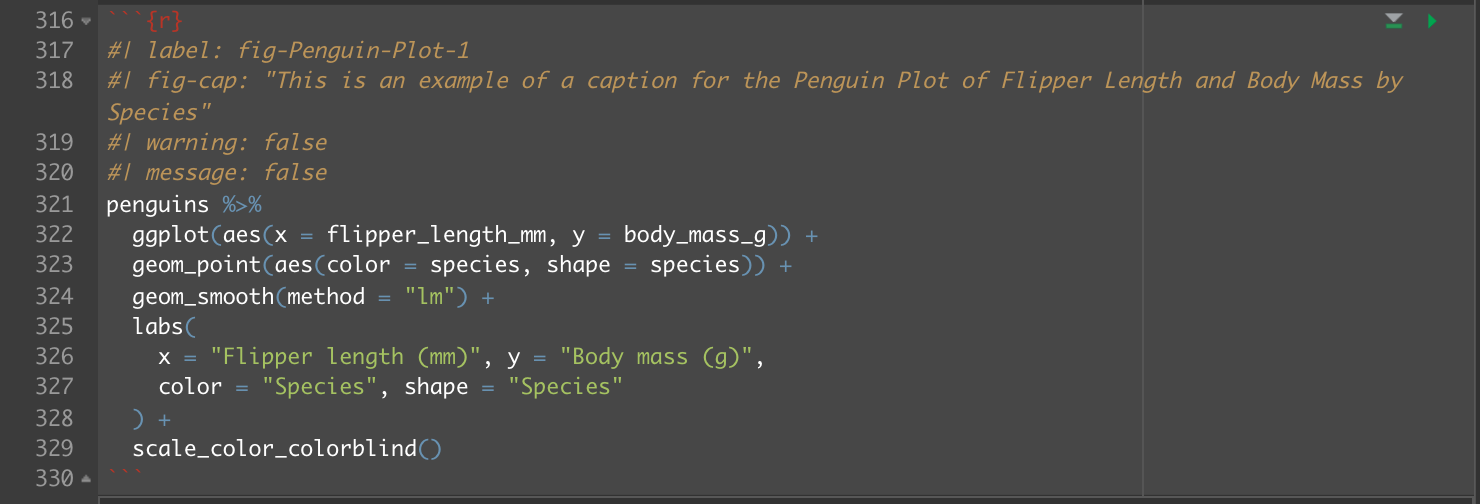 316 ```{r}
317 #| label: fig-Penguin-Plot-1
318 #| fig-cap: "This is an example of a caption for the Penguin Plot of Flipper Length and Body Mass by
Species"
319 #| warning: false
320 #| message: false
321 penguins %>%
322   ggplot(aes(x = flipper_length_mm, y = body_mass_g)) +
323   geom_point(aes(color = species, shape = species)) +
324   geom_smooth(method = "lm") +
325   labs(
326     x = "Flipper length (mm)", y = "Body mass (g)",
327     color = "Species", shape = "Species"
328   ) +
329   scale_color_colorblind()
330 ```